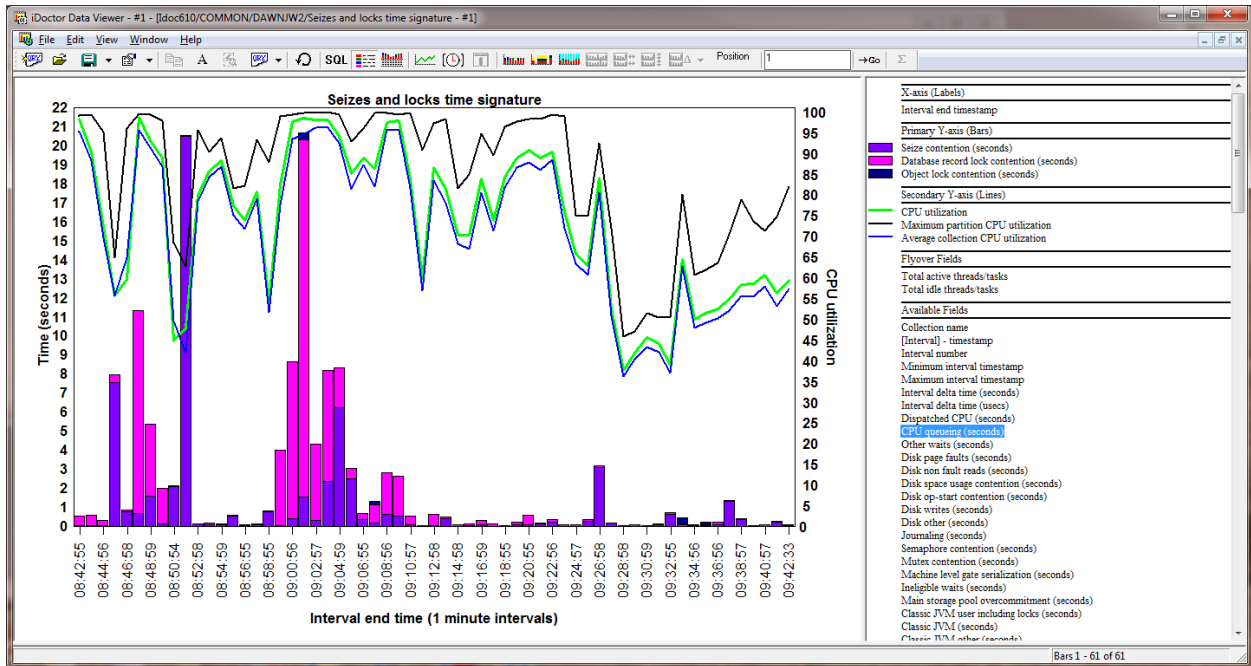 iDoctor Data Viewer - #1 - [Idoc610/COMMON/DAWNJW2/Seizes and locks time signature - #1]
File Edit View Window Help
QRY A QRY SQL Position 1 Go Σ
Seizes and locks time signature
22
21
20
19
18
17
16
15
14
13
12
11
10
9
8
7
6
5
4
3
2
1
0
Time (seconds)
100
95
90
85
80
75
70
65
60
55
50
45
40
35
30
25
20
15
10
5
0
CPU utilization
08:42:55
08:44:56
08:46:58
08:48:59
08:50:54
08:52:58
08:54:59
08:56:55
08:58:55
09:00:56
09:02:57
09:04:59
09:06:55
09:08:56
09:10:57
09:12:58
09:14:58
09:16:59
09:18:55
09:20:55
09:22:56
09:24:57
09:26:58
09:28:58
09:30:59
09:32:55
09:34:56
09:36:56
09:38:57
09:40:57
09:42:33
Interval end time (1 minute intervals)
X-axis (Labels)
Interval end timestamp
Primary Y-axis (Bars)
Seize contention (seconds)
Database record lock contention (seconds)
Object lock contention (seconds)
Secondary Y-axis (Lines)
CPU utilization
Maximum partition CPU utilization
Average collection CPU utilization
Flyover Fields
Total active threads/tasks
Total idle threads/tasks
Available Fields
Collection name
[Interval] - timestamp
Interval number
Minimum interval timestamp
Maximum interval timestamp
Interval delta time (seconds)
Interval delta time (usecs)
Dispatched CPU (seconds)
CPU queueing (seconds)
Other waits (seconds)
Disk page faults (seconds)
Disk non fault reads (seconds)
Disk space usage contention (seconds)
Disk op-start contention (seconds)
Disk writes (seconds)
Disk other (seconds)
Journaling (seconds)
Semaphore contention (seconds)
Mutex contention (seconds)
Machine level gate serialization (seconds)
Ineligible waits (seconds)
Main storage pool overcommitment (seconds)
Classic JVM user including locks (seconds)
Classic JVM (seconds)
Classic JVM other (seconds)
Bars 1 - 61 of 61